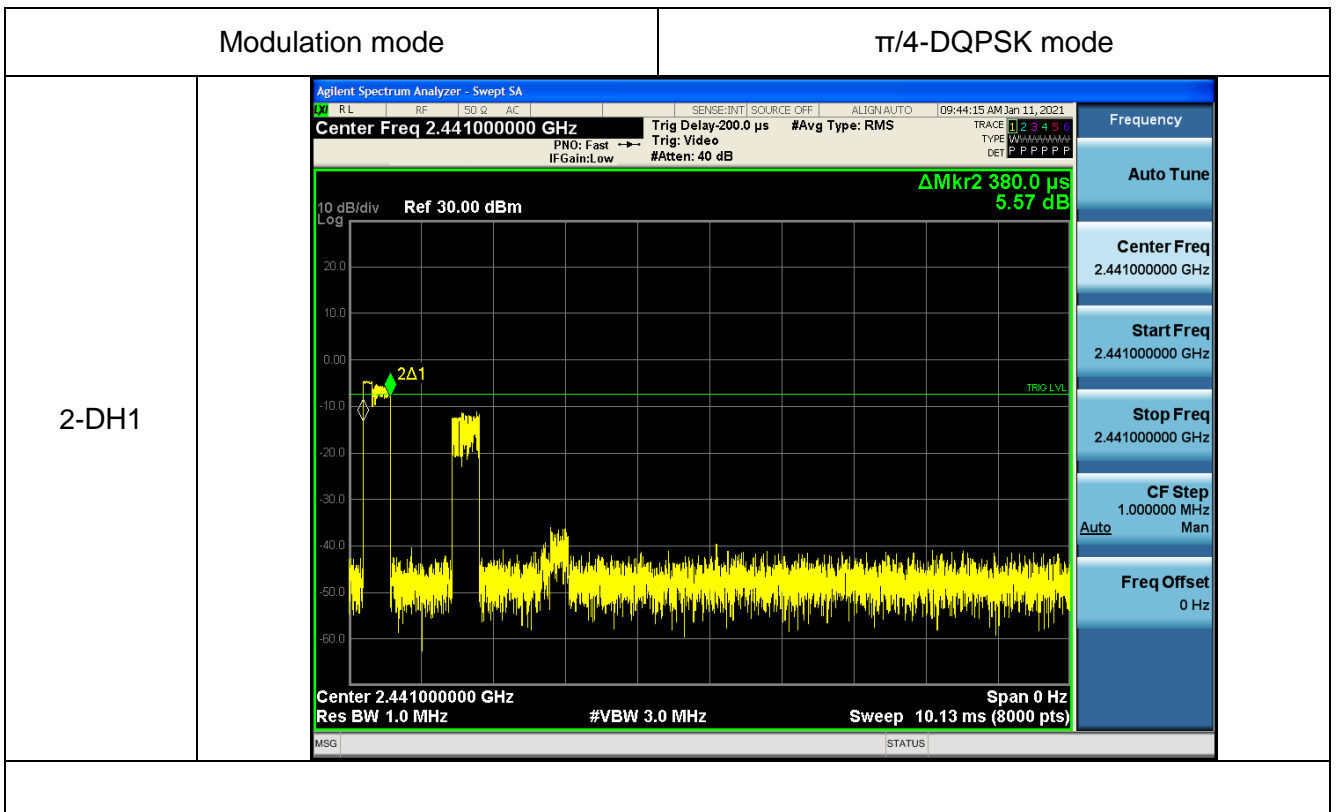 Modulation mode
π/4-DQPSK mode
2-DH1
Agilent Spectrum Analyzer - Swept SA
LXI RL RF 50 Ω AC SENSE:INT SOURCE OFF ALIGN AUTO 09:44:15 AM Jan 11, 2021
Center Freq 2.441000000 GHz
PNO: Fast
IFGain:Low
Trig Delay-200.0 µs #Avg Type: RMS
Trig: Video
#Atten: 40 dB
TRACE 1 2 3 4 5 6
TYPE WWWWWW
DET P P P P P P
ΔMkr2 380.0 µs
5.57 dB
10 dB/div Ref 30.00 dBm
Log
20.0
10.0
0.00
-10.0
-20.0
-30.0
-40.0
-50.0
-60.0
2Δ1
TRIG LVL
Center 2.441000000 GHz Span 0 Hz
Res BW 1.0 MHz #VBW 3.0 MHz Sweep 10.13 ms (8000 pts)
MSG STATUS
Frequency
Auto Tune
Center Freq
2.441000000 GHz
Start Freq
2.441000000 GHz
Stop Freq
2.441000000 GHz
CF Step
1.000000 MHz
Auto Man
Freq Offset
0 Hz